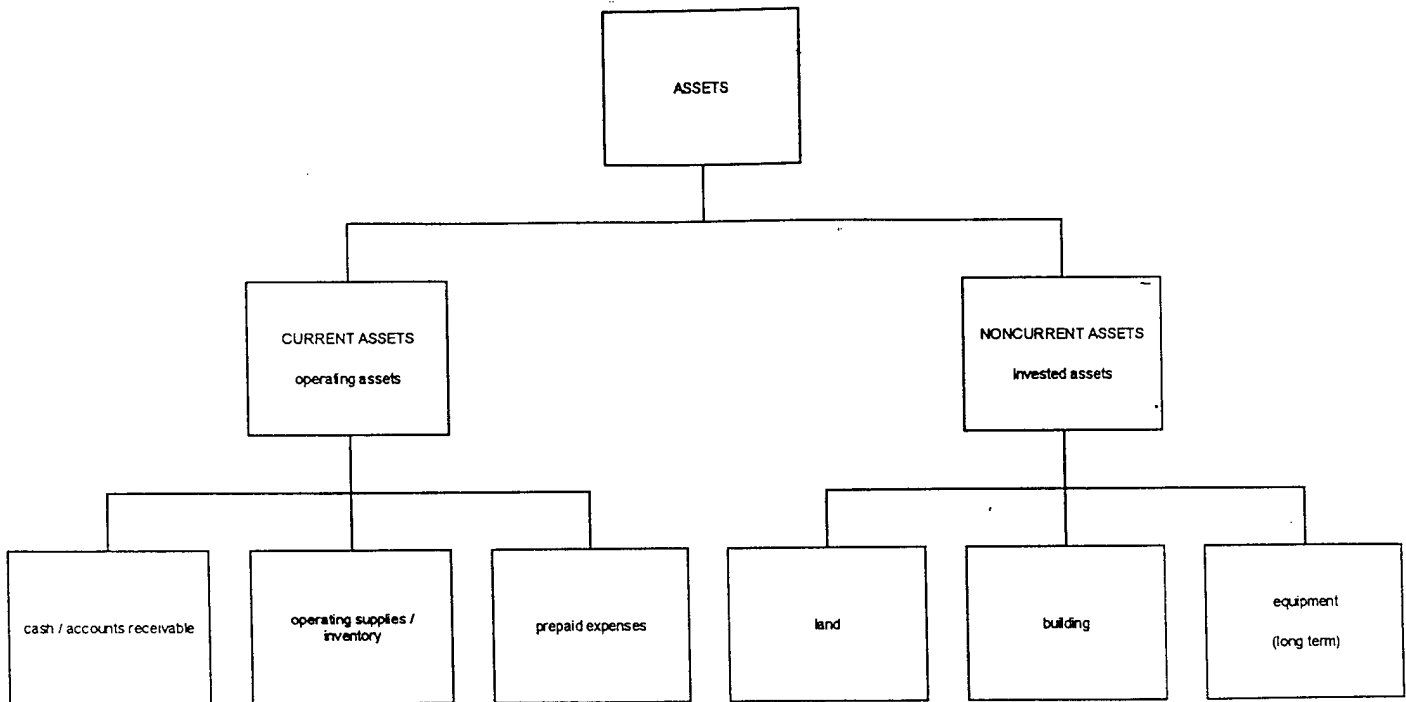 ASSETS
CURRENT ASSETS
operating assets
NONCURRENT ASSETS
Invested assets
cash / accounts receivable
operating supplies /
inventory
prepaid expenses
land
building
equipment
(long term)